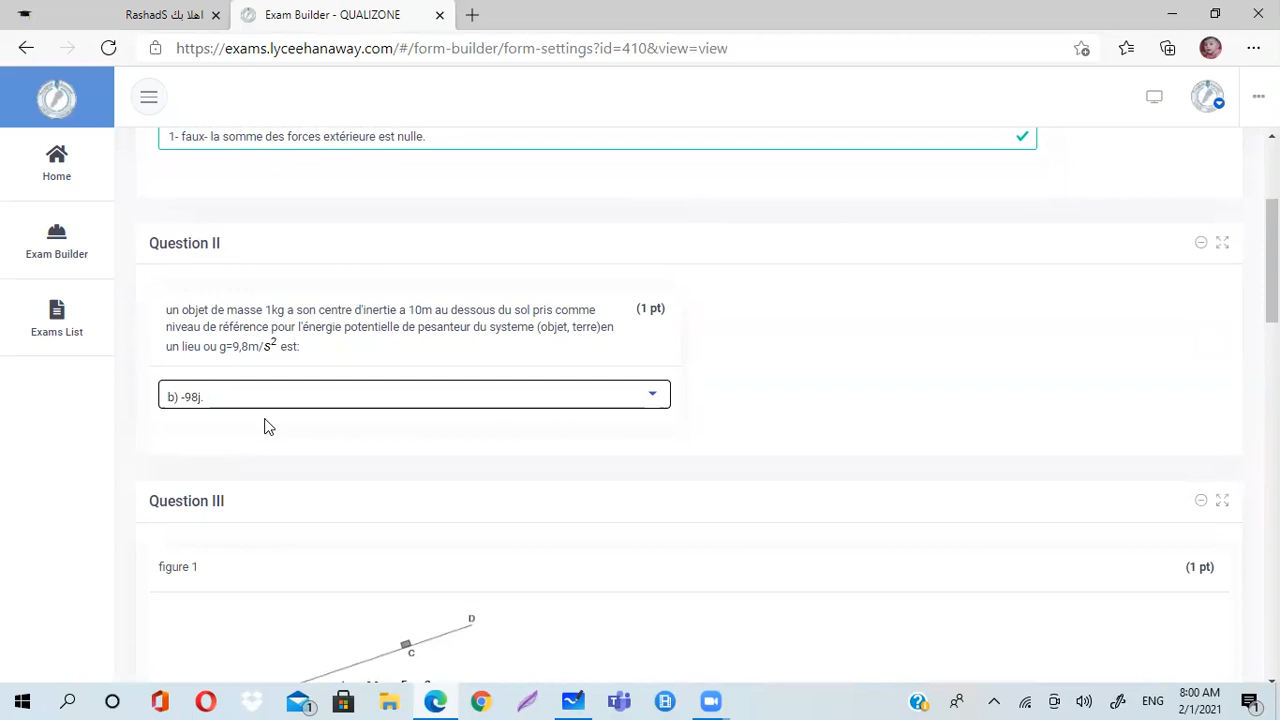 RashadS املا بك
Exam Builder - QUALIZONE
https://exams.lyceehanaway.com/#/form-builder/form-settings?id=410&view=view
Home
Exam Builder
Exams List
1- faux- la somme des forces extérieure est nulle.
Question II
un objet de masse 1kg a son centre d'inertie a 10m au dessous du sol pris comme
niveau de référence pour l'énergie potentielle de pesanteur du systeme (objet, terre)en
un lieu ou g=9,8m/s² est:
(1 pt)
b) -98j.
Question III
figure 1
(1 pt)
D
C
ENG
8:00 AM
2/1/2021